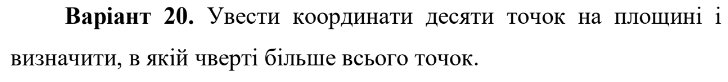 Варіант 20. Увести координати десяти точок на площині і
визначити, в якій чверті більше всього точок.